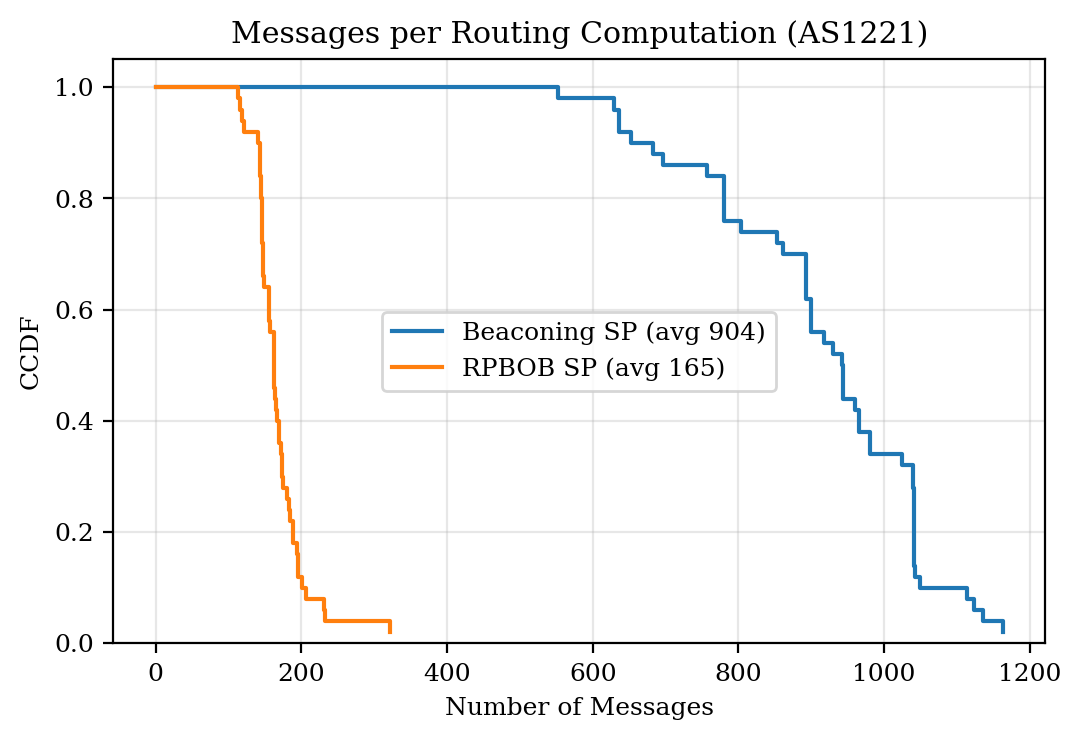 Messages per Routing Computation (AS1221)
CCDF
1.0
0.8
0.6
0.4
0.2
0.0
Beaconing SP (avg 904)
RPBOB SP (avg 165)
0 200 400 600 800 1000 1200
Number of Messages